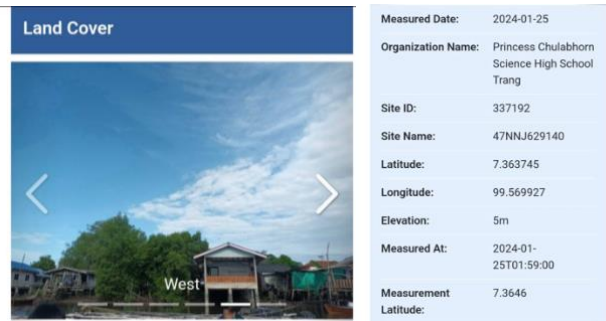 Land Cover
West
Measured Date: 2024-01-25
Organization Name: Princess Chulabhorn
Science High School
Trang
Site ID: 337192
Site Name: 47NNJ629140
Latitude: 7.363745
Longitude: 99.569927
Elevation: 5m
Measured At: 2024-01-
25T01:59:00
Measurement 7.3646
Latitude: